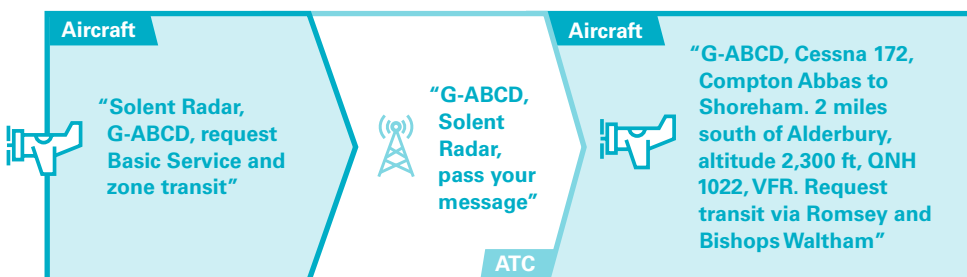 Aircraft
“Solent Radar,
G-ABCD, request
Basic Service and
zone transit”
“G-ABCD,
Solent
Radar,
pass your
message”
ATC
Aircraft
“G-ABCD, Cessna 172,
Compton Abbas to
Shoreham. 2 miles
south of Alderbury,
altitude 2,300 ft, QNH
1022, VFR. Request
transit via Romsey and
Bishops Waltham”